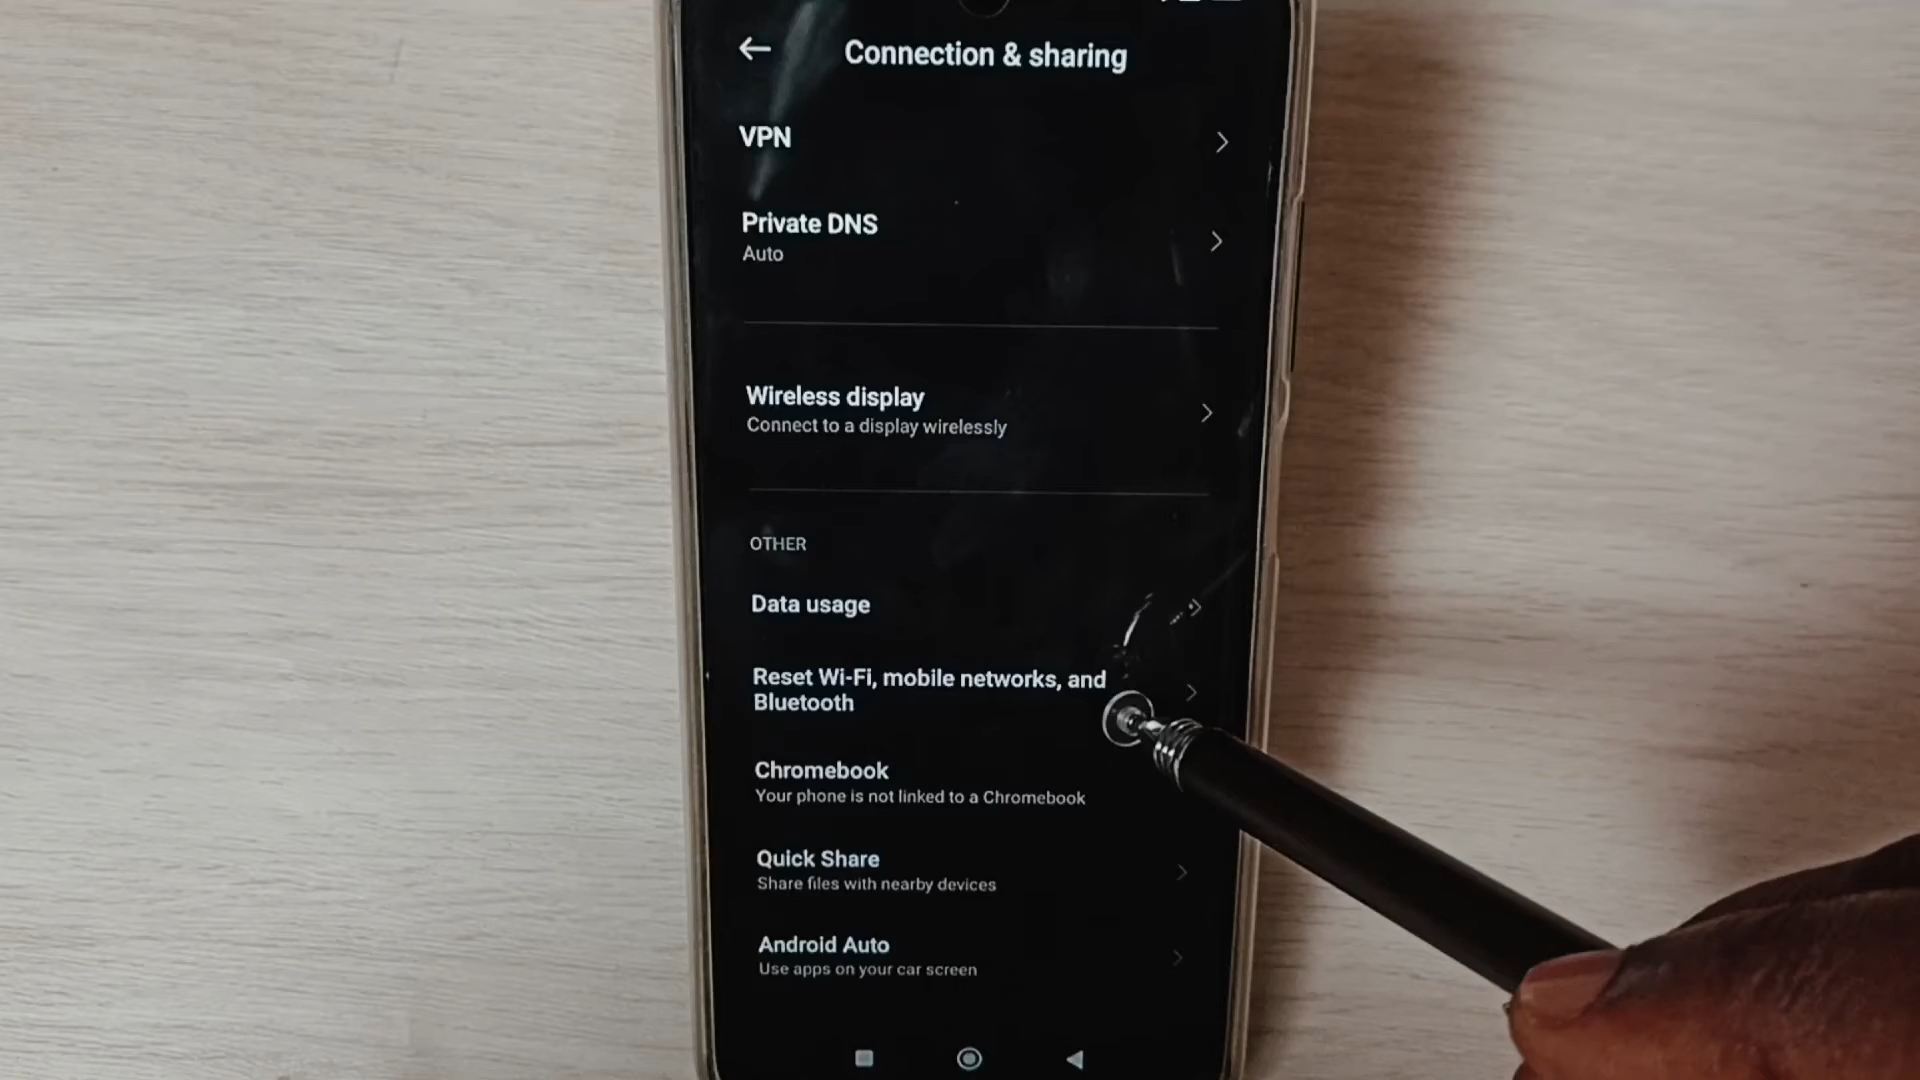 Connection & sharing
VPN
Private DNS
Auto
Wireless display
Connect to a display wirelessly
OTHER
Data usage
Reset Wi-Fi, mobile networks, and
Bluetooth
Chromebook
Your phone is not linked to a Chromebook
Quick Share
Share files with nearby devices
Android Auto
Use apps on your car screen